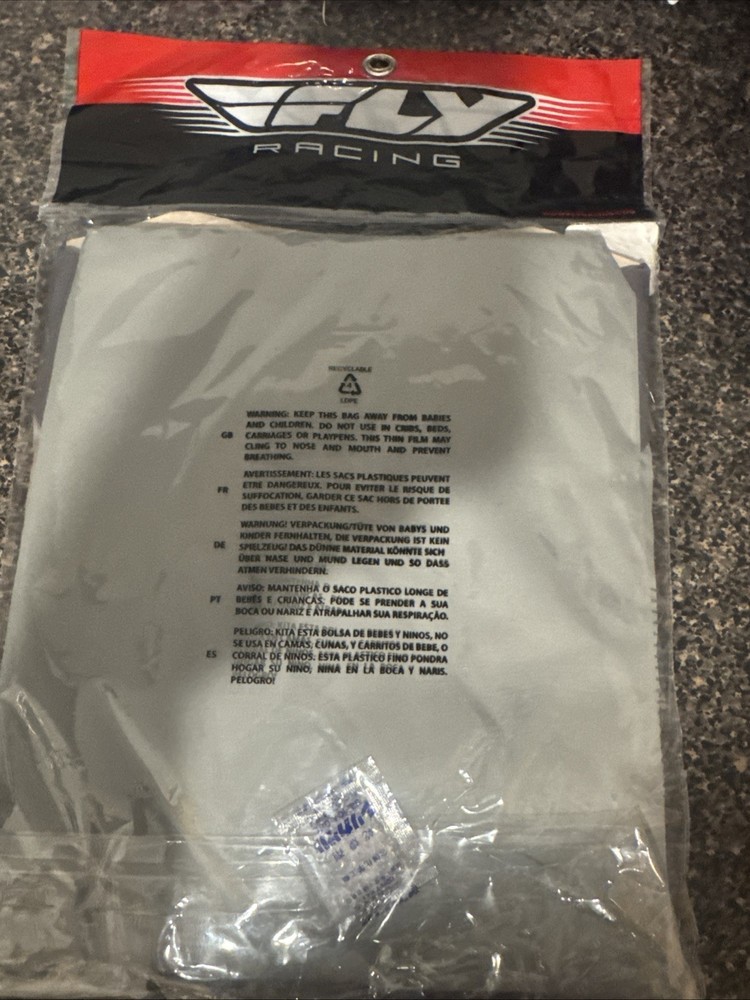 FLY
RACING
RECYCLABLE
4
LDPE
GB
WARNING: KEEP THIS BAG AWAY FROM BABIES
AND CHILDREN. DO NOT USE IN CRIBS, BEDS,
CARRIAGES OR PLAYPENS. THIS THIN FILM MAY
CLING TO NOSE AND MOUTH AND PREVENT
BREATHING.
FR
AVERTISSEMENT: LES SACS PLASTIQUES PEUVENT
ETRE DANGEREUX. POUR EVITER LE RISQUE DE
SUFFOCATION, GARDER CE SAC HORS DE PORTEE
DES BEBES ET DES ENFANTS.
DE
WARNUNG! VERPACKUNG/TÜTE VON BABYS UND
KINDER FERNHALTEN, DIE VERPACKUNG IST KEIN
SPIELZEUG! DAS DÜNNE MATERIAL KÖNNTE SICH
ÜBER NASE UND MUND LEGEN UND SO DASS
ATMEN VERHINDERN.
PT
AVISO: MANTENHA O SACO PLASTICO LONGE DE
BEBÊS E CRIANÇAS. PODE SE PRENDER A SUA
BOCA OU NARIZ E ATRAPALHAR SUA RESPIRAÇÃO.
ES
PELIGRO: KITA ESTA BOLSA DE BEBES Y NINOS, NO
SE USA EN CAMAS, CUNAS, Y CARRITOS DE BEBE, O
CORRAL DE NINOS. ESTA PLASTICO FINO PONDRA
HOGAR SU NINO, NINA EN LA BOCA Y NARIS.
PELOGRO!